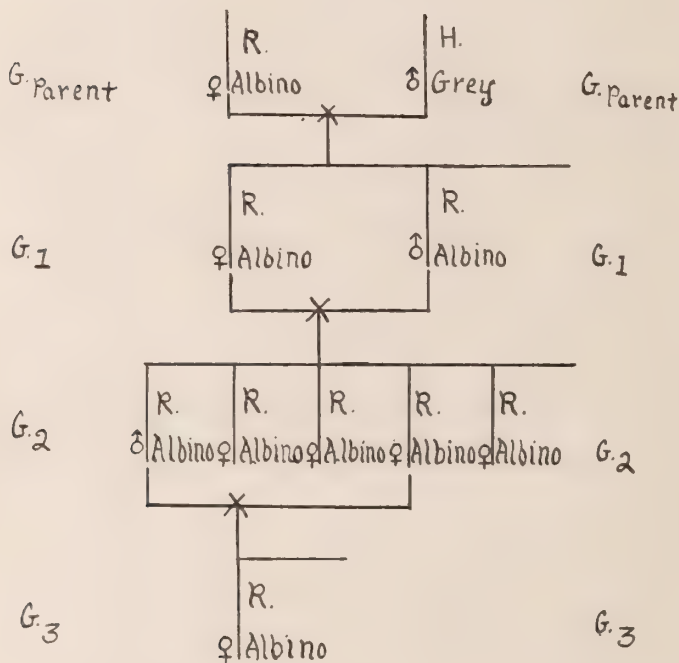 R. H.
G. Parent ♀ Albino ♂ Grey G. Parent
R. R.
G.1 ♀ Albino ♂ Albino G.1
R. R. R. R. R.
G.2 ♂ Albino ♀ Albino ♀ Albino ♀ Albino ♀ Albino G.2
R.
G.3 ♀ Albino G.3